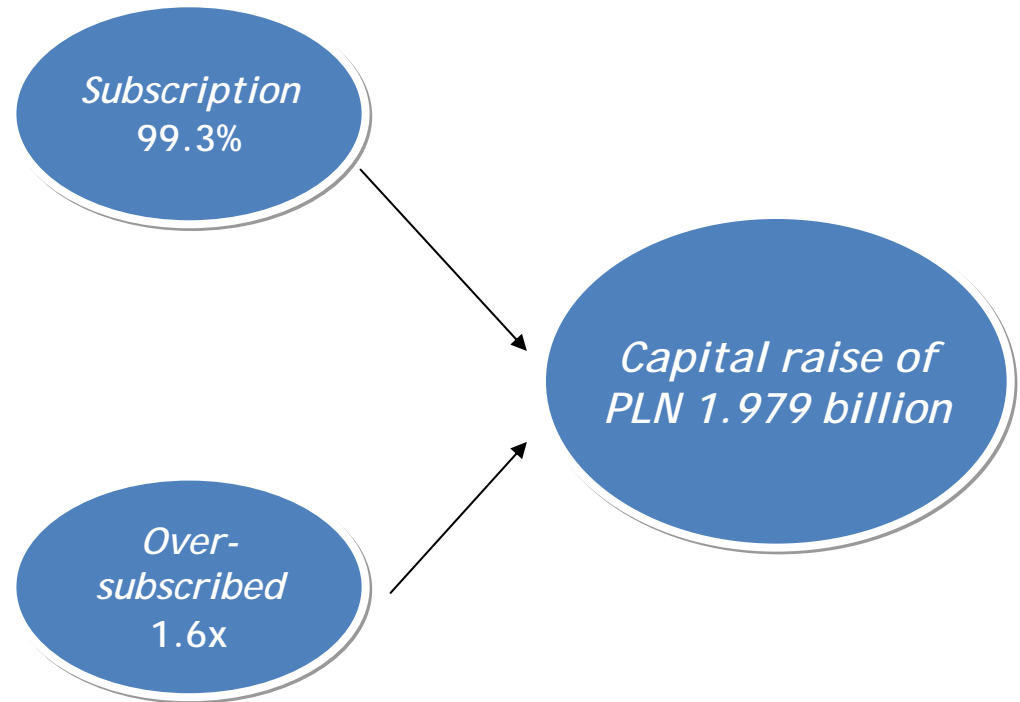 Subscription
99.3%
Capital raise of
PLN 1.979 billion
Over-
subscribed
1.6x